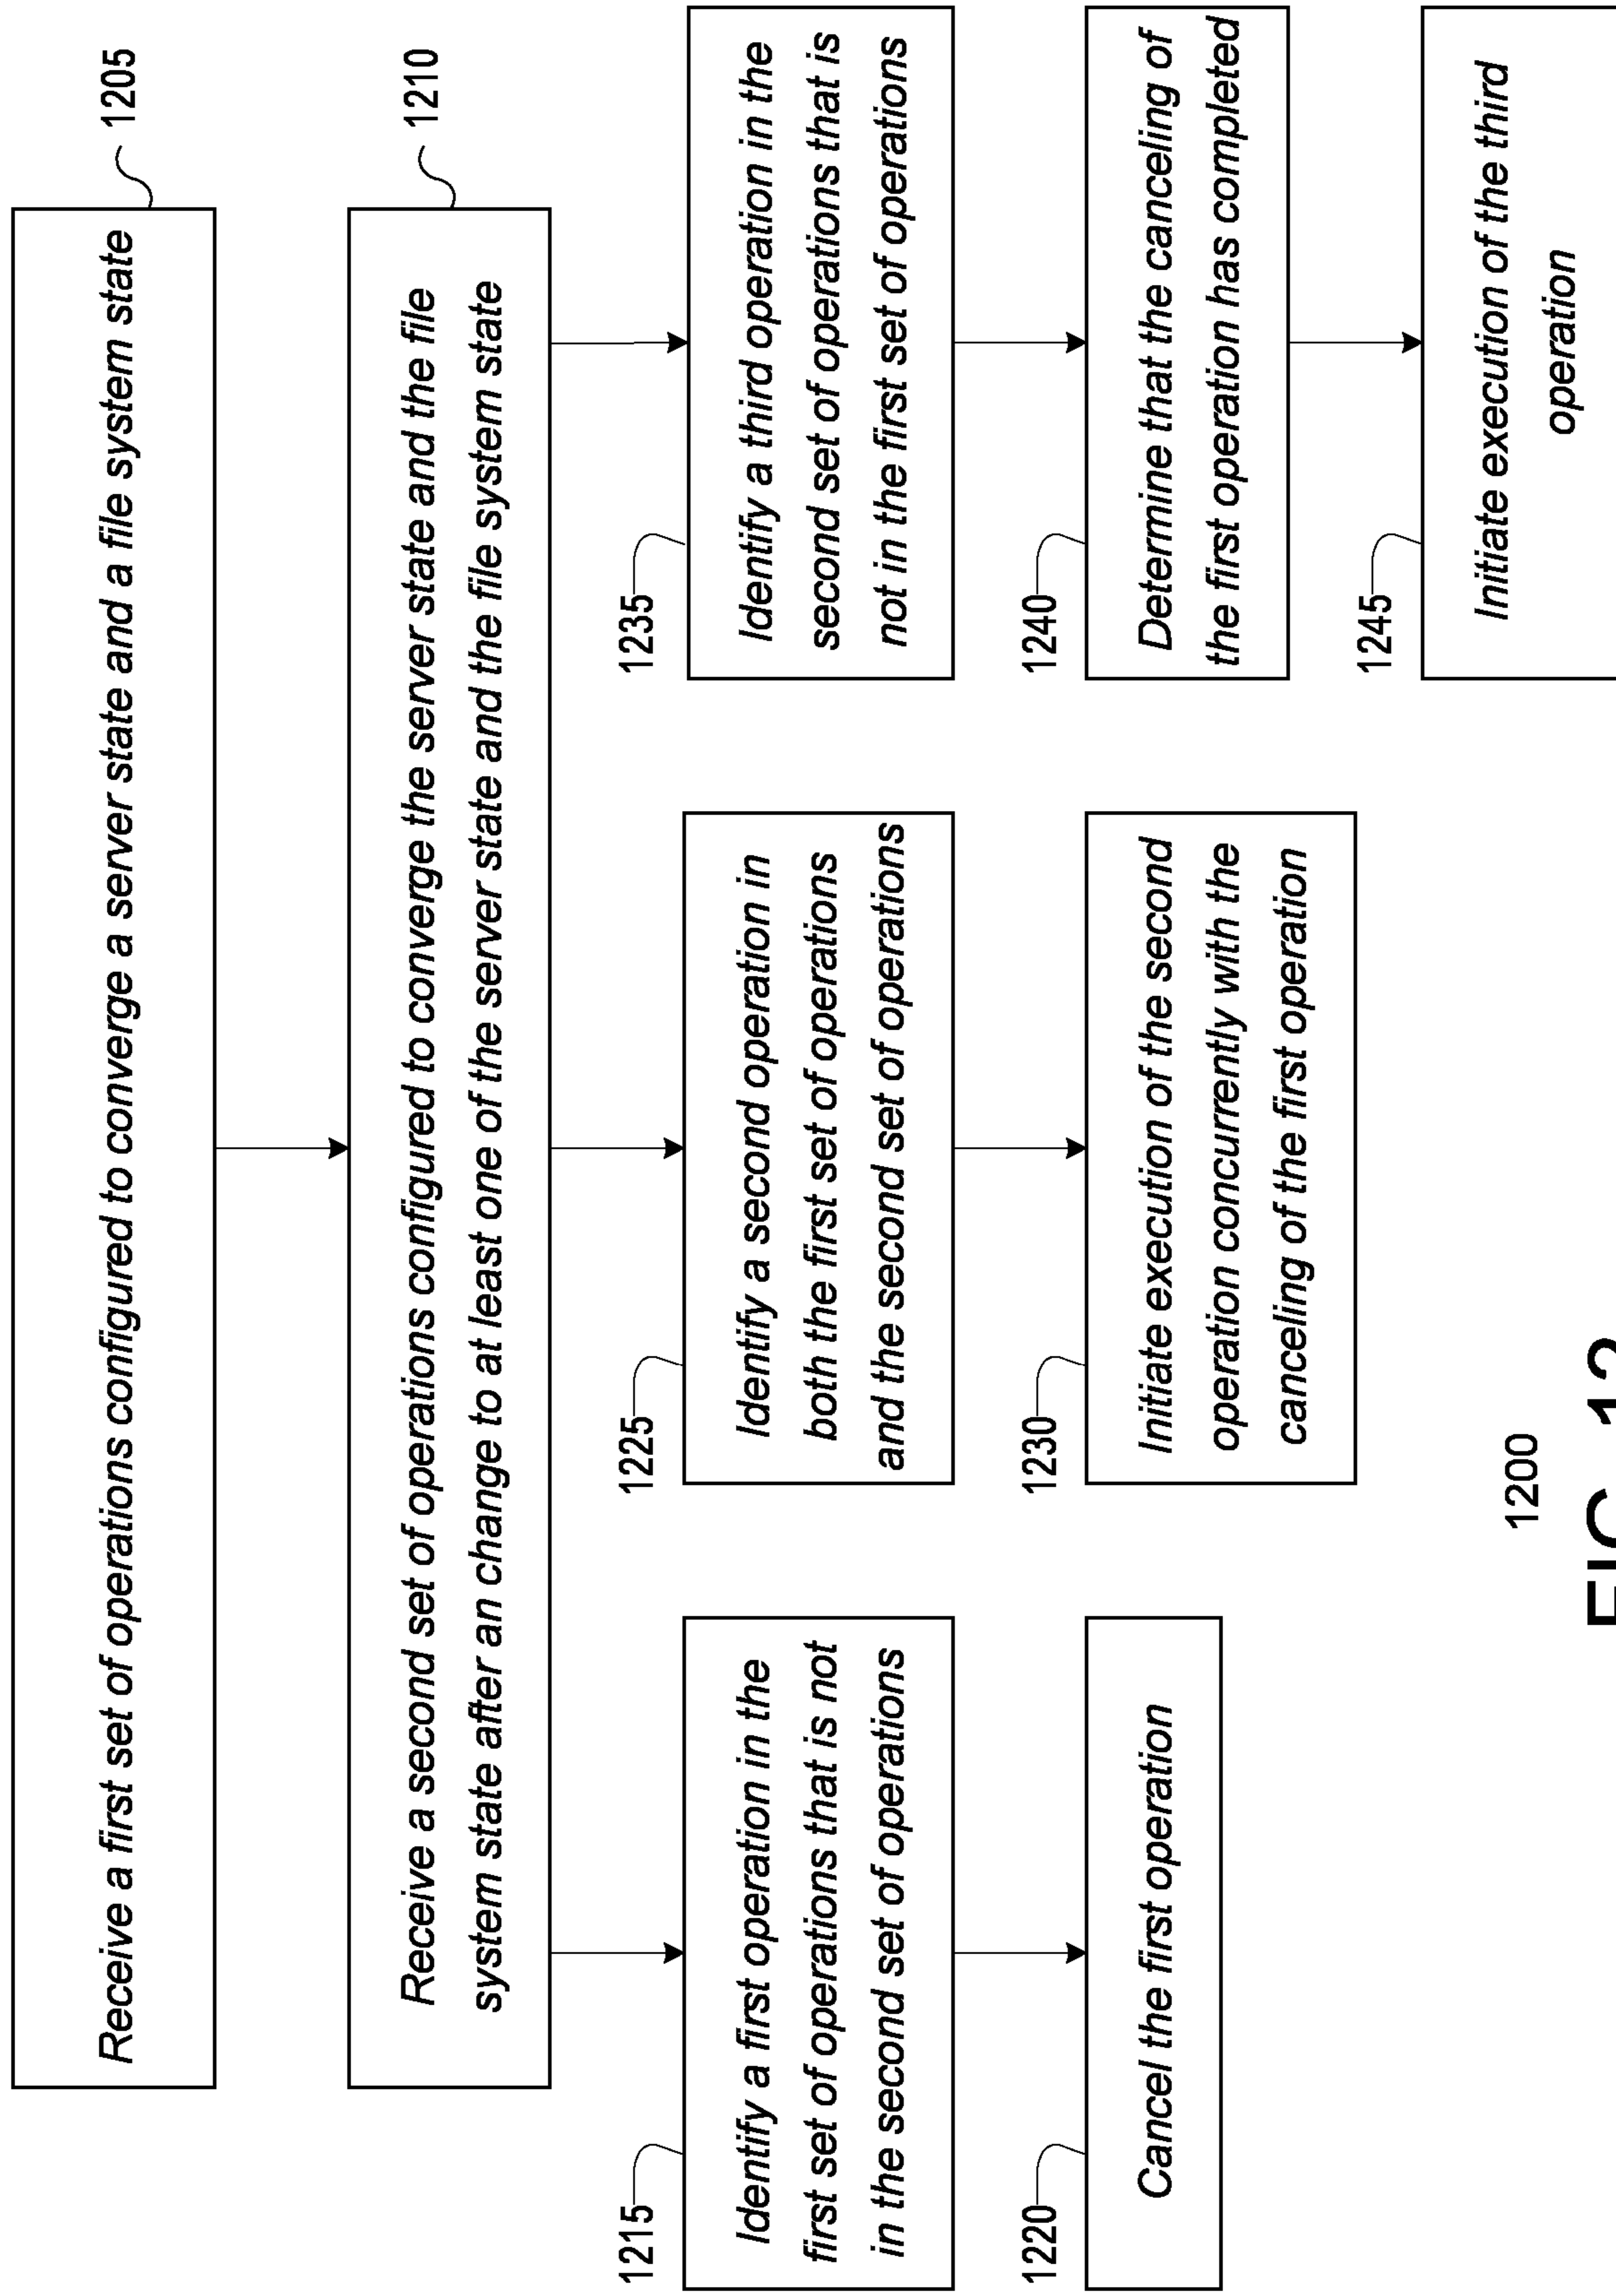 Receive a first set of operations configured to converge a server state and a file system state
1205
Receive a second set of operations configured to converge the server state and the file
system state after an change to at least one of the server state and the file system state
1210
1215
Identify a first operation in the
first set of operations that is not
in the second set of operations
1220
Cancel the first operation
1225
Identify a second operation in
both the first set of operations
and the second set of operations
1230
Initiate execution of the second
operation concurrently with the
canceling of the first operation
1235
Identify a third operation in the
second set of operations that is
not in the first set of operations
1240
Determine that the canceling of
the first operation has completed
1245
Initiate execution of the third
operation
1200
FIG. 12